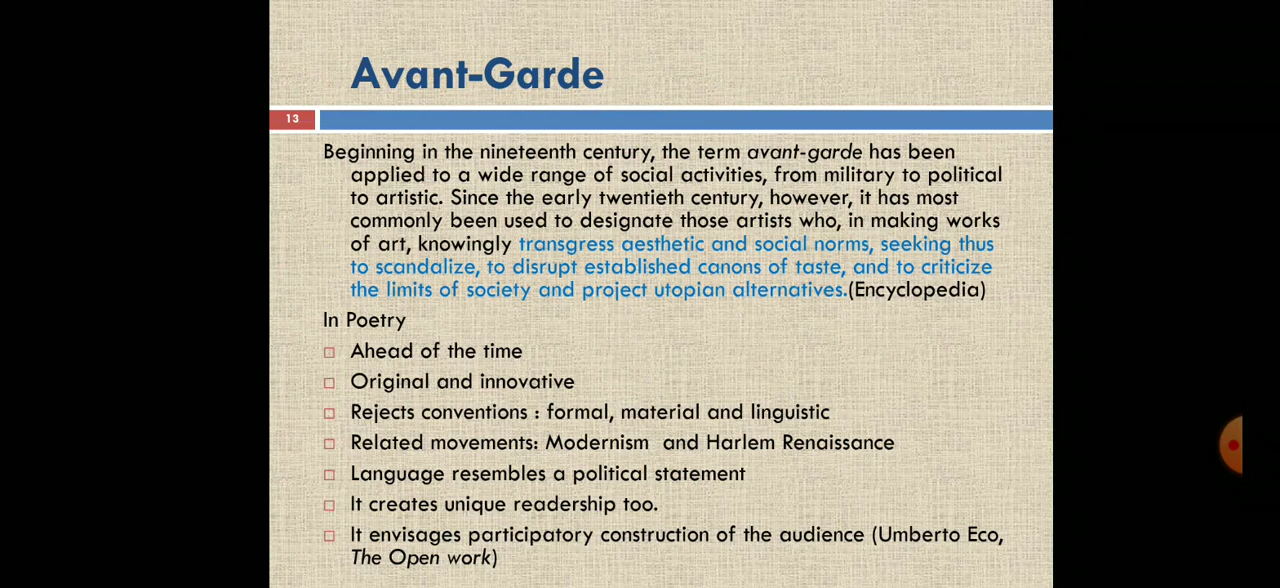 Avant-Garde
13
Beginning in the nineteenth century, the term avant-garde has been
applied to a wide range of social activities, from military to political
to artistic. Since the early twentieth century, however, it has most
commonly been used to designate those artists who, in making works
of art, knowingly transgress aesthetic and social norms, seeking thus
to scandalize, to disrupt established canons of taste, and to criticize
the limits of society and project utopian alternatives.(Encyclopedia)
In Poetry
Ahead of the time
Original and innovative
Rejects conventions : formal, material and linguistic
Related movements: Modernism and Harlem Renaissance
Language resembles a political statement
It creates unique readership too.
It envisages participatory construction of the audience (Umberto Eco,
The Open work)